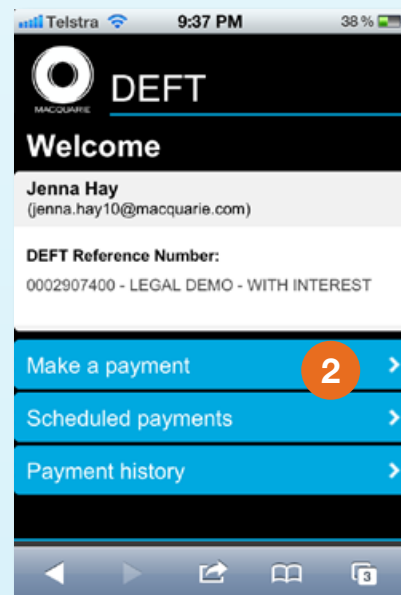 Telstra 9:37 PM 38 %
MACQUARIE
DEFT
Welcome
Jenna Hay
(jenna.hay10@macquarie.com)
DEFT Reference Number:
0002907400 - LEGAL DEMO - WITH INTEREST
Make a payment 2
Scheduled payments
Payment history
3